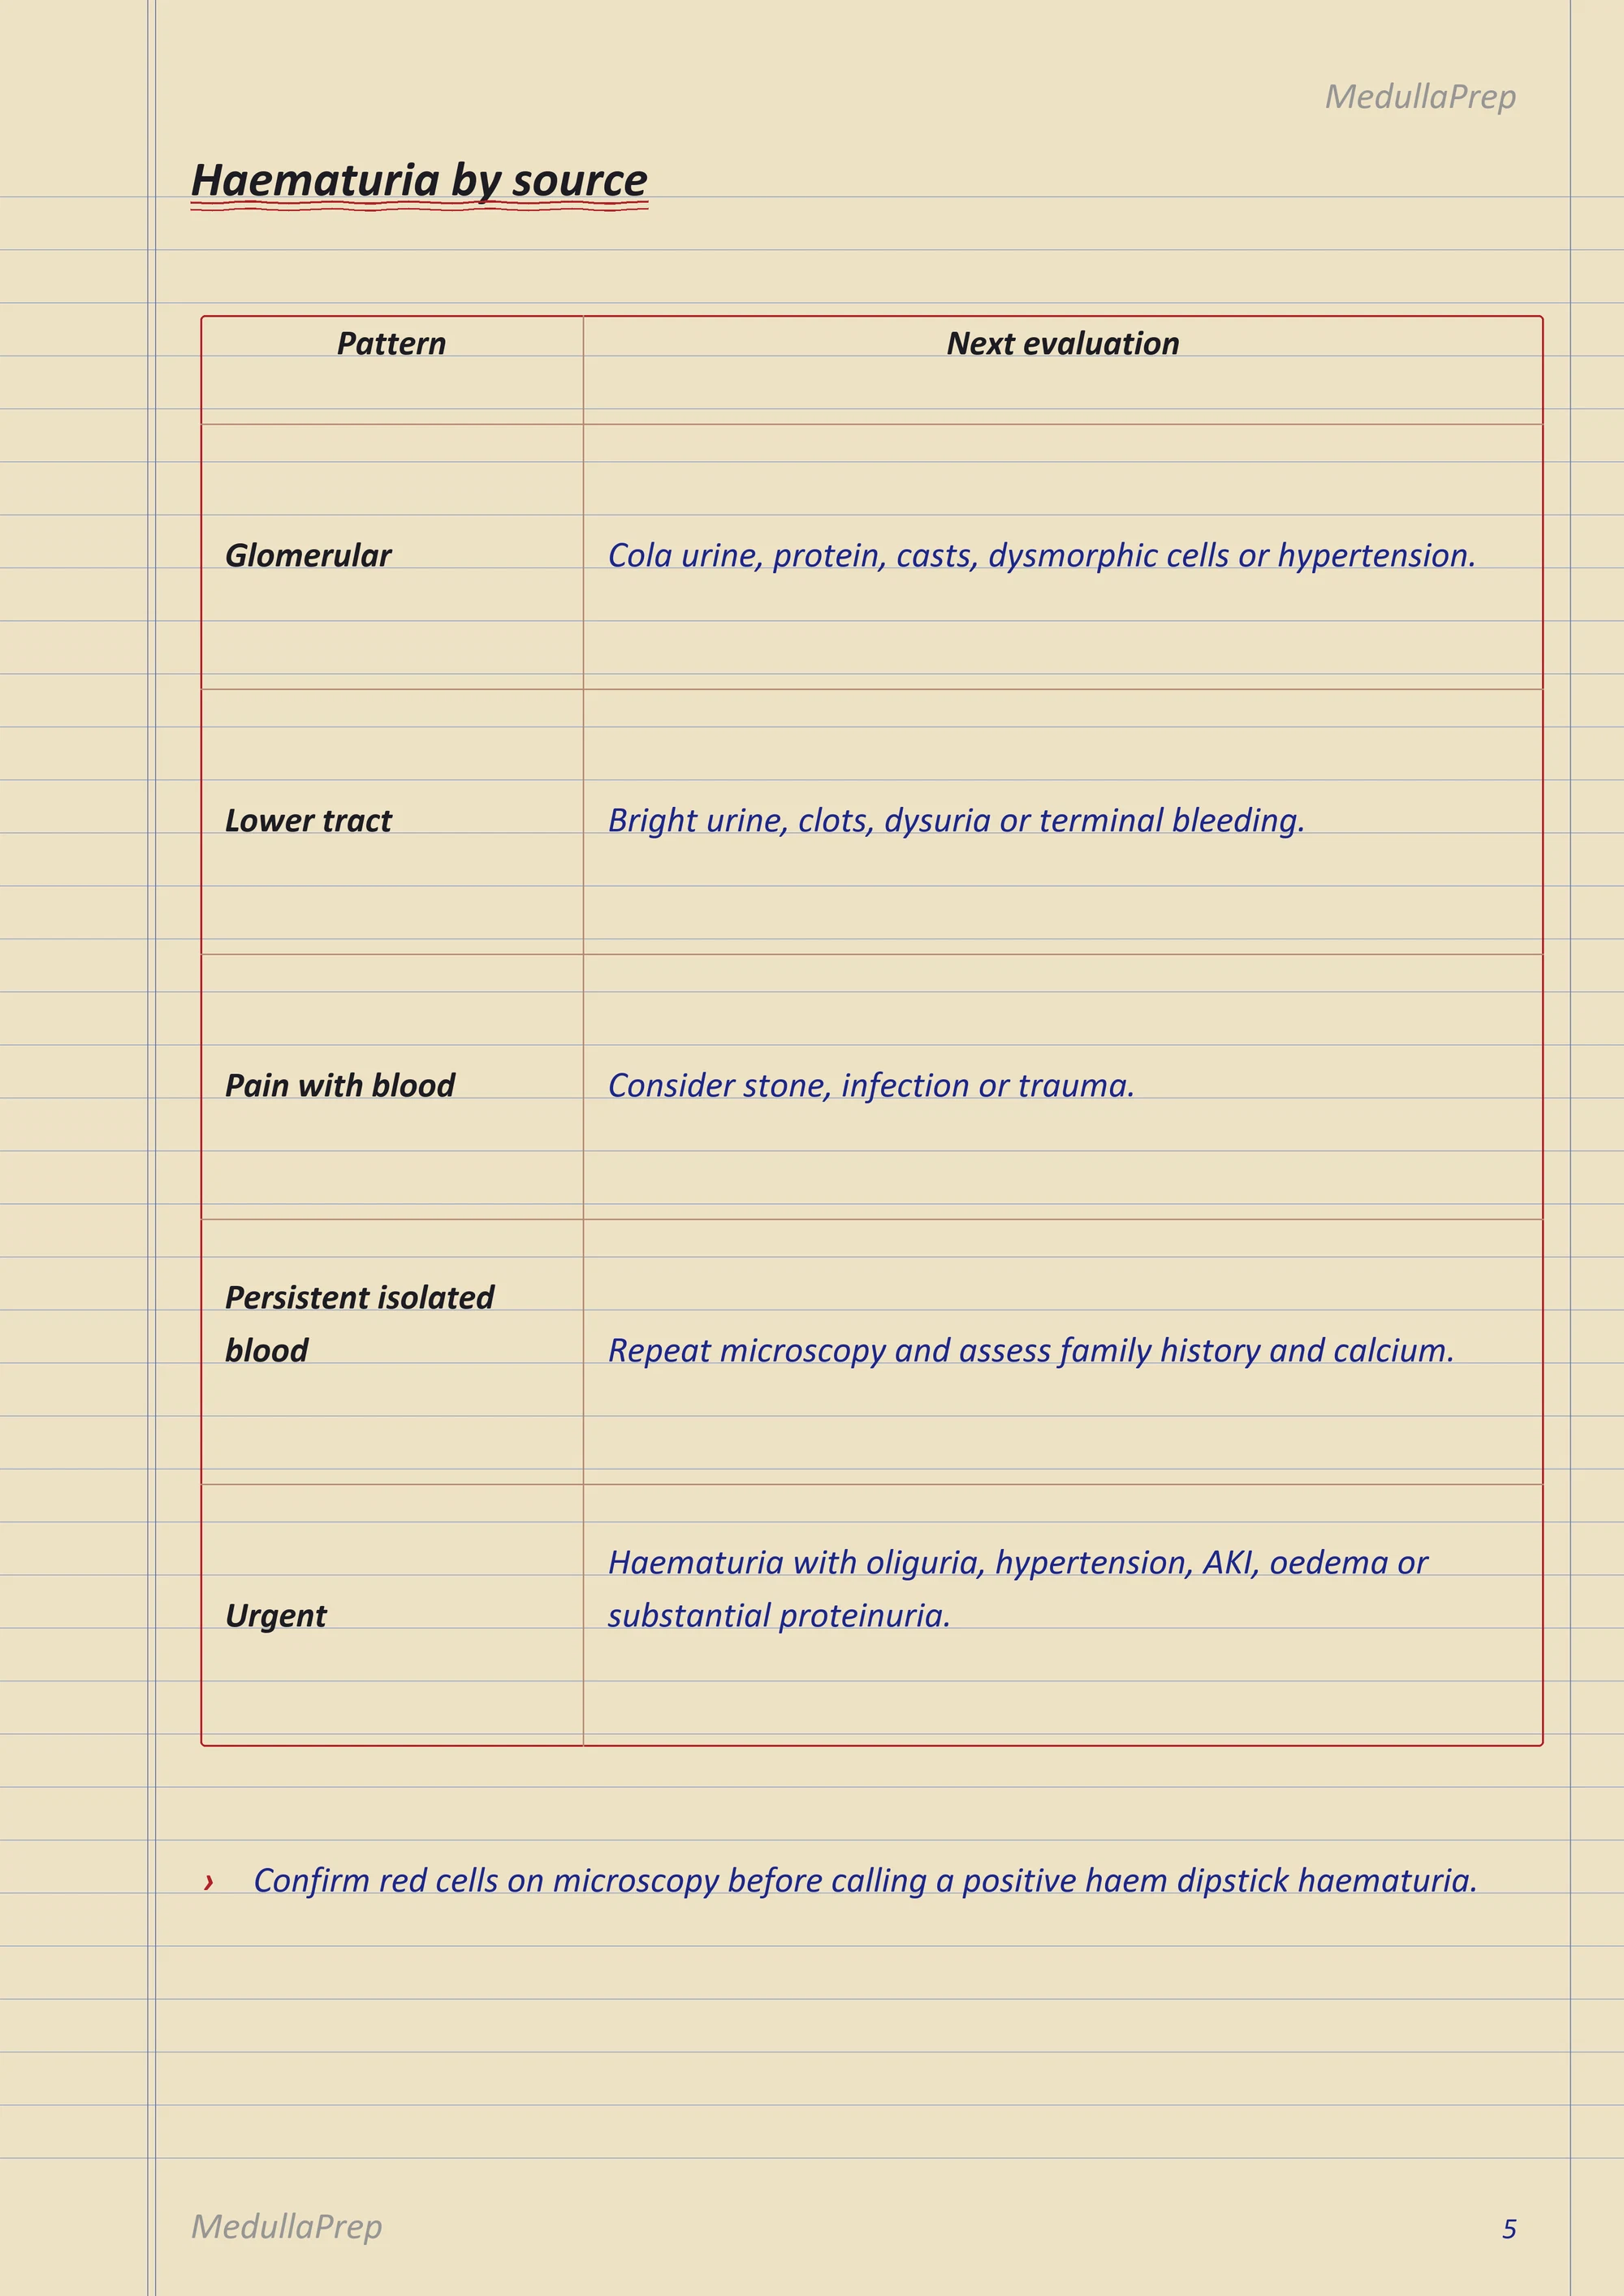 MedullaPrep
Haematuria by source
Pattern
Next evaluation
Glomerular
Cola urine, protein, casts, dysmorphic cells or hypertension.
Lower tract
Bright urine, clots, dysuria or terminal bleeding.
Pain with blood
Consider stone, infection or trauma.
Persistent isolated
blood
Repeat microscopy and assess family history and calcium.
Urgent
Haematuria with oliguria, hypertension, AKI, oedema or
substantial proteinuria.
› Confirm red cells on microscopy before calling a positive haem dipstick haematuria.
MedullaPrep
5